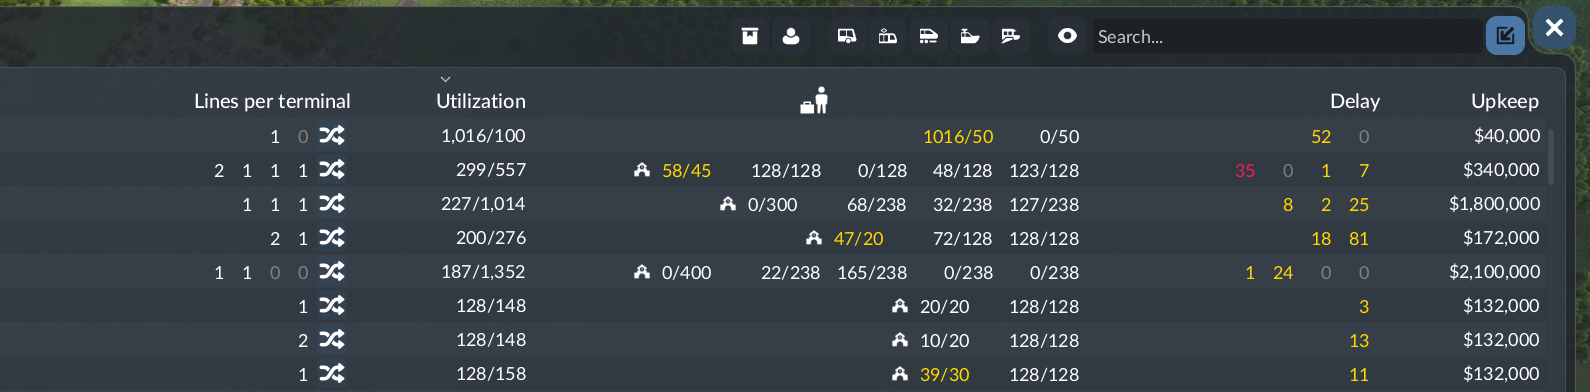 Search...
Lines per terminal Utilization Delay Upkeep
1 0 1,016/100 1016/50 0/50 52 0 $40,000
2 1 1 1 299/557 58/45 128/128 0/128 48/128 123/128 35 0 1 7 $340,000
1 1 1 227/1,014 0/300 68/238 32/238 127/238 8 2 25 $1,800,000
2 1 200/276 47/20 72/128 128/128 18 81 $172,000
1 1 0 0 187/1,352 0/400 22/238 165/238 0/238 0/238 1 24 0 0 $2,100,000
1 128/148 20/20 128/128 3 $132,000
2 128/148 10/20 128/128 13 $132,000
1 128/158 39/30 128/128 11 $132,000